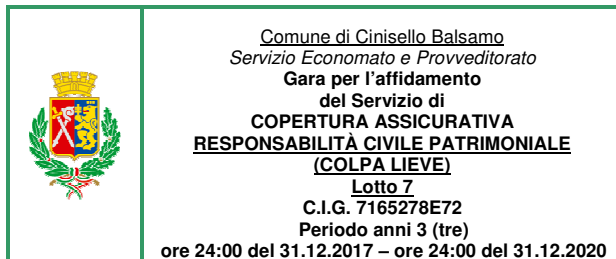 Comune di Cinisello Balsamo
Servizio Economato e Provveditorato
Gara per l'affidamento
del Servizio di
COPERTURA ASSICURATIVA
RESPONSABILITÀ CIVILE PATRIMONIALE
(COLPA LIEVE)
Lotto 7
C.I.G. 7165278E72
Periodo anni 3 (tre)
ore 24:00 del 31.12.2017 – ore 24:00 del 31.12.2020